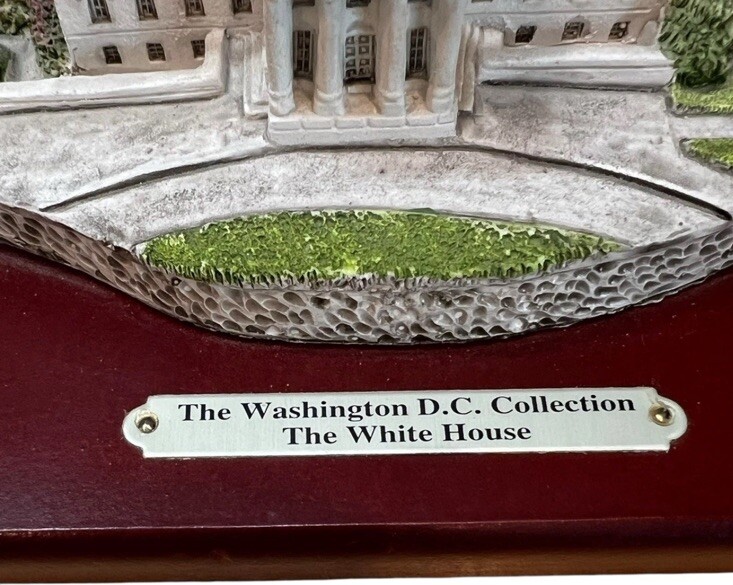 The Washington D.C. Collection
The White House